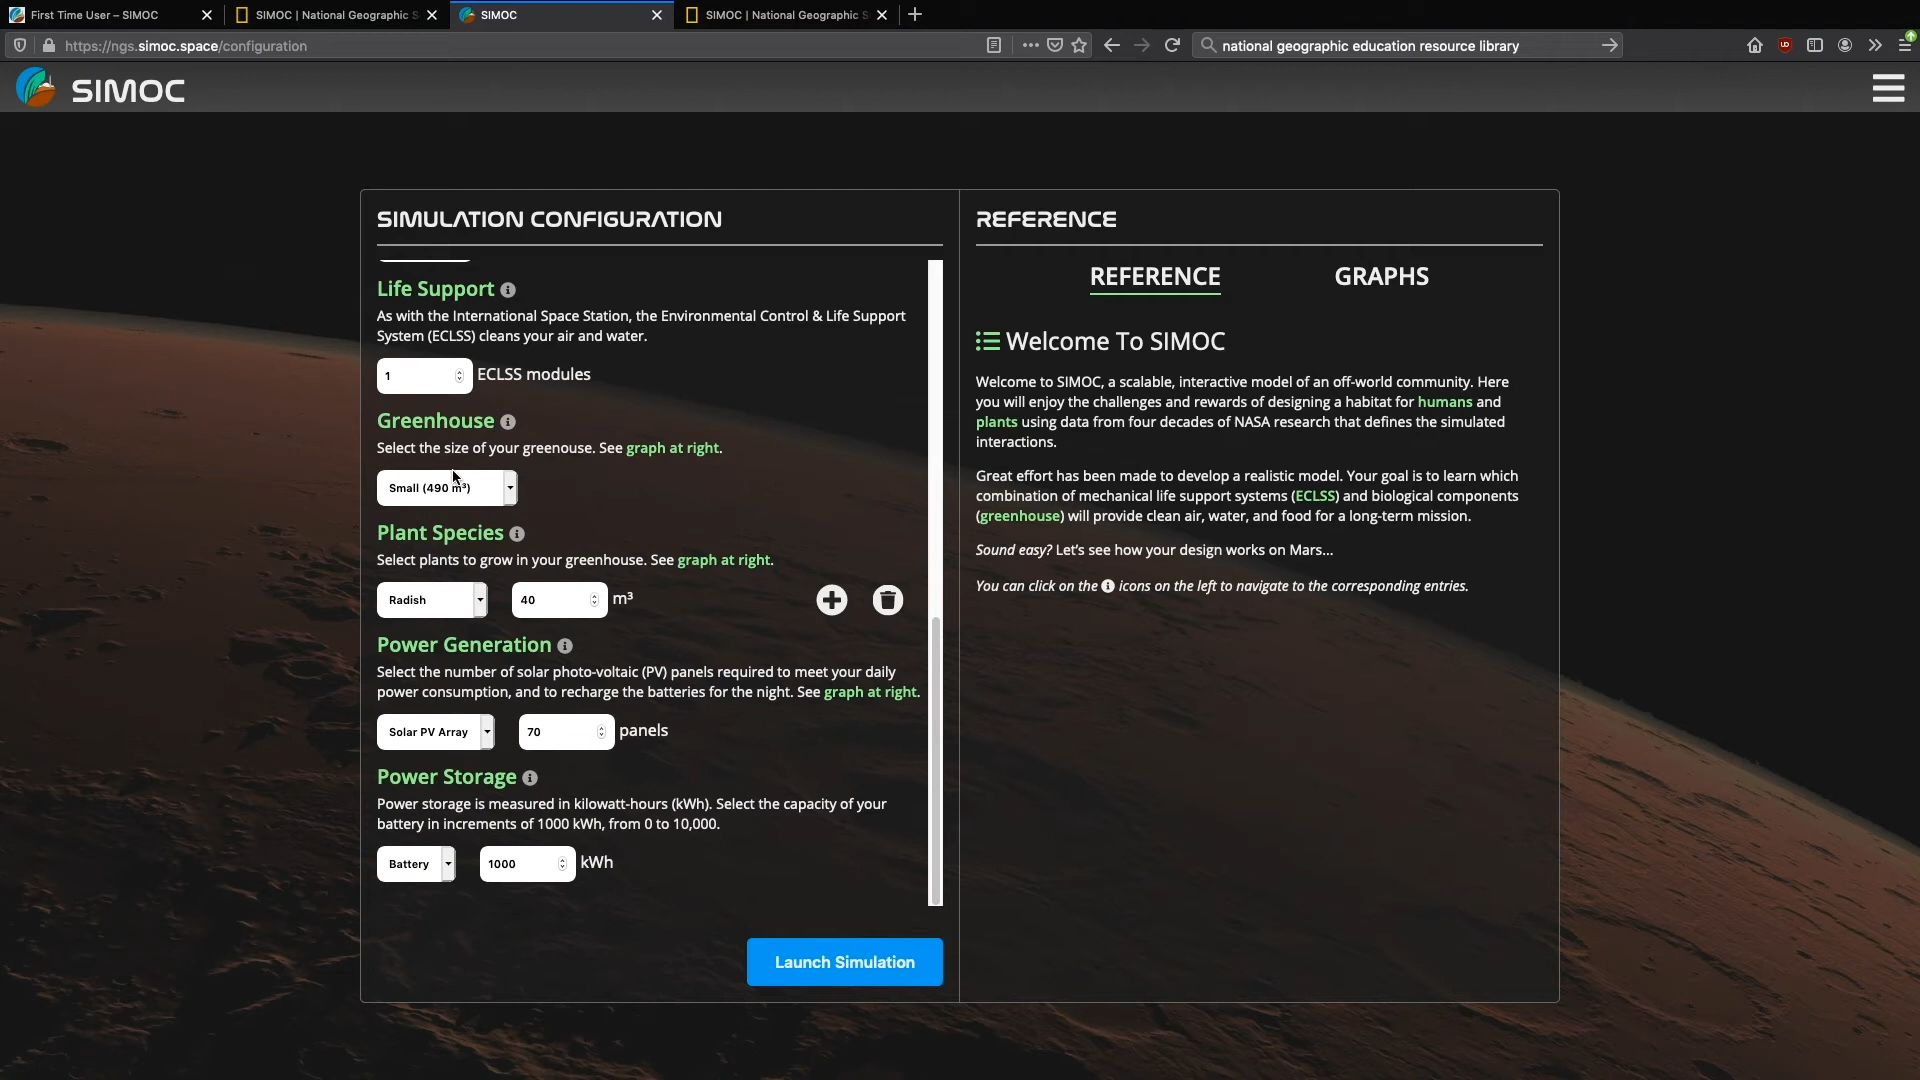 First Time User – SIMOC
SIMOC | National Geographic S
SIMOC
SIMOC | National Geographic S
https://ngs.simoc.space/configuration
national geographic education resource library
SIMOC
SIMULATION CONFIGURATION
Life Support
As with the International Space Station, the Environmental Control & Life Support
System (ECLSS) cleans your air and water.
1 ECLSS modules
Greenhouse
Select the size of your greenouse. See graph at right.
Small (490 m³)
Plant Species
Select plants to grow in your greenhouse. See graph at right.
Radish 40 m³
Power Generation
Select the number of solar photo-voltaic (PV) panels required to meet your daily
power consumption, and to recharge the batteries for the night. See graph at right.
Solar PV Array 70 panels
Power Storage
Power storage is measured in kilowatt-hours (kWh). Select the capacity of your
battery in increments of 1000 kWh, from 0 to 10,000.
Battery 1000 kWh
Launch Simulation
REFERENCE
REFERENCE GRAPHS
Welcome To SIMOC
Welcome to SIMOC, a scalable, interactive model of an off-world community. Here
you will enjoy the challenges and rewards of designing a habitat for humans and
plants using data from four decades of NASA research that defines the simulated
interactions.
Great effort has been made to develop a realistic model. Your goal is to learn which
combination of mechanical life support systems (ECLSS) and biological components
(greenhouse) will provide clean air, water, and food for a long-term mission.
Sound easy? Let's see how your design works on Mars...
You can click on the i icons on the left to navigate to the corresponding entries.